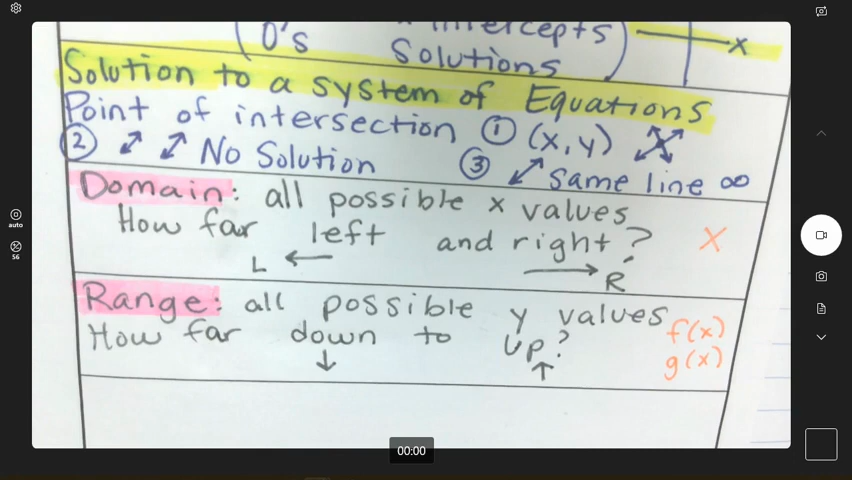 intercepts
0's
Solutions
x
Solution to a system of Equations
Point of intersection ① (x, y)
② No Solution ③ same line ∞
Domain: all possible x values
How far left and right? X
L R
Range: all possible y values
How far down to up? f(x)
g(x)
auto
56
00:00